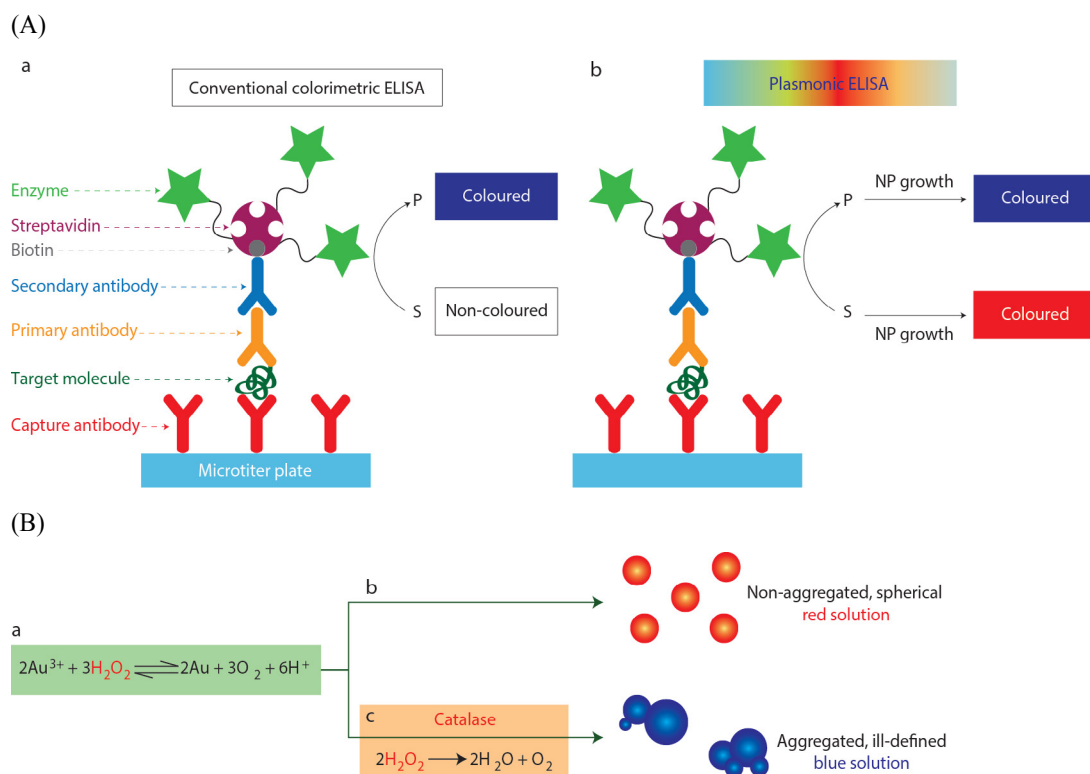 (A)
a
Conventional colorimetric ELISA
Enzyme
Streptavidin
Biotin
Secondary antibody
Primary antibody
Target molecule
Capture antibody
P
Coloured
S
Non-coloured
Microtiter plate
b
Plasmonic ELISA
P
NP growth
Coloured
S
NP growth
Coloured
(B)
a
2Au³⁺ + 3H₂O₂ ⇌ 2Au + 3O₂ + 6H⁺
b
Non-aggregated, spherical
red solution
c
Catalase
2H₂O₂ → 2H₂O + O₂
Aggregated, ill-defined
blue solution